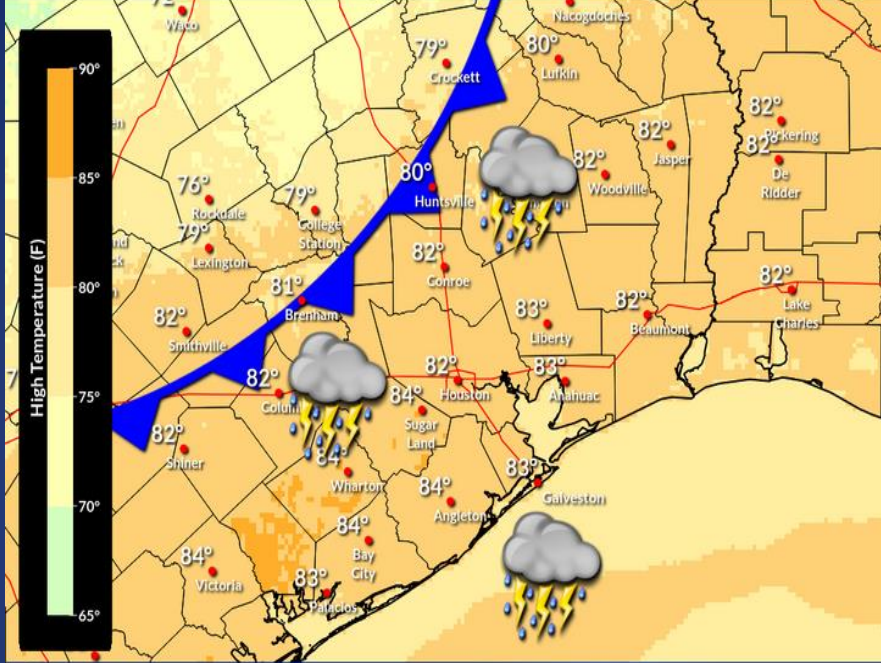 Waco
Nacogdoches
79°
Crockett
80°
Lufkin
90°
82°
Pickering
82°
Jasper
82°
De
Ridder
82°
Woodville
80°
Huntsville
85°
76°
Rockdale
79°
College
Station
79°
Lexington
82°
Conroe
80°
82°
Lake
Charles
81°
Brenham
83°
Liberty
82°
Beaumont
82°
Smithville
High Temperature (F)
75°
82°
82°
Houston
83°
Anahuac
84°
Sugar
Land
82°
Shiner
84°
Wharton
83°
Galveston
84°
Angleton
70°
84°
Bay
City
84°
Victoria
83°
Palacios
65°